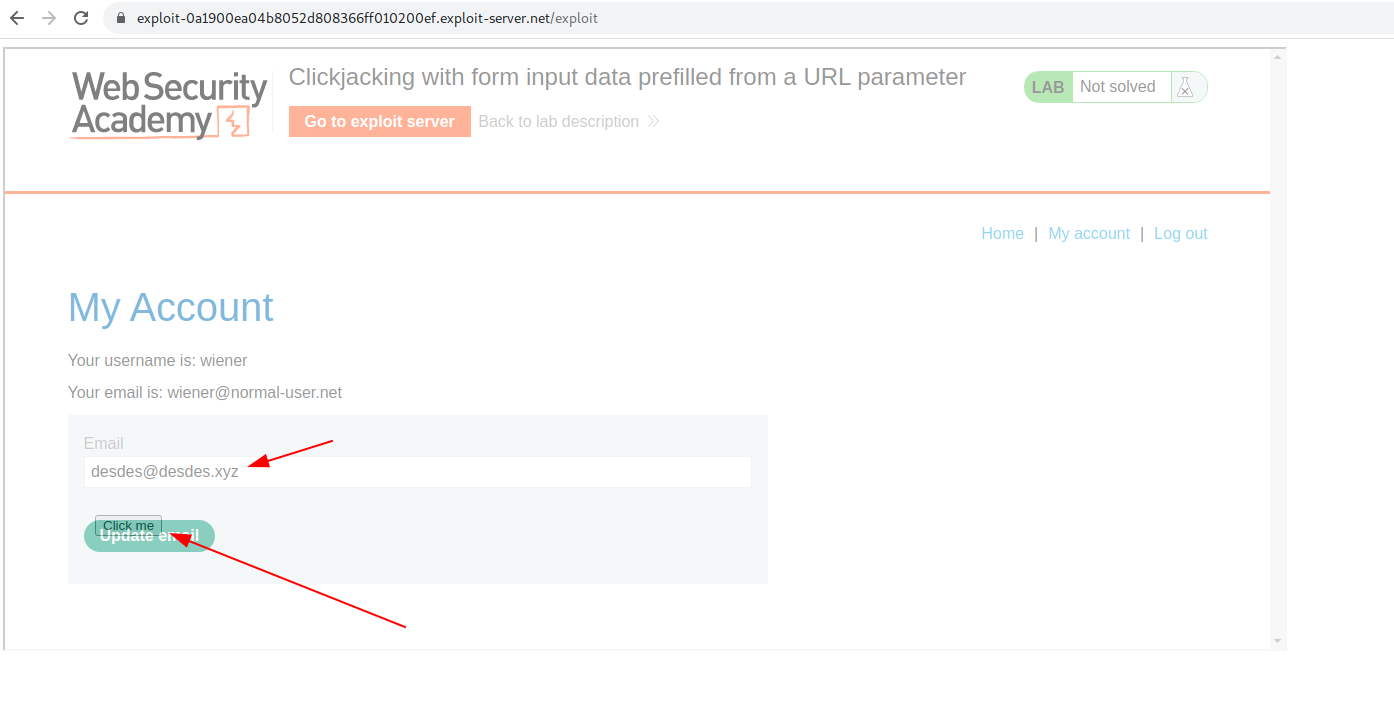 exploit-0a1900ea04b8052d808366ff010200ef.exploit-server.net/exploit
Web Security
Academy
Clickjacking with form input data prefilled from a URL parameter
Go to exploit server
Back to lab description
LAB
Not solved
Home | My account | Log out
My Account
Your username is: wiener
Your email is: wiener@normal-user.net
Email
desdes@desdes.xyz
Click me
Update email